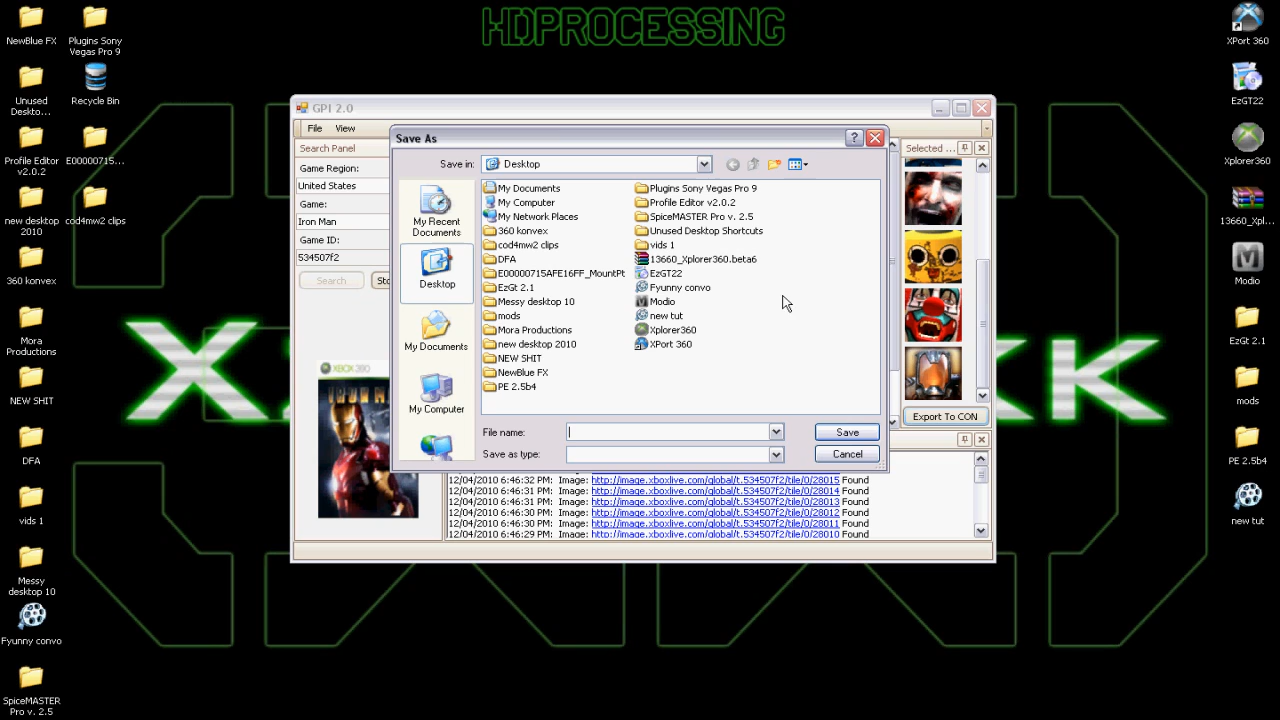 HDPROCESSING
NewBlue FX
Plugins Sony
Vegas Pro 9
Unused
Deskto...
Recycle Bin
Profile Editor
v2.0.2
E00000715...
new desktop
2010
cod4mw2 clips
360 konvex
Mora
Productions
NEW SHIT
DFA
vids 1
Messy
desktop 10
Fyunny convo
SpiceMASTER
Pro v. 2.5
GPI 2.0
File View
Search Panel
Game Region:
United States
Game:
Iron Man
Game ID:
534507f2
Search
XBOX 360
IRON MAN
Save As
Save in: Desktop
My Recent
Documents
Desktop
My Documents
My Computer
My Documents
My Computer
My Network Places
360 konvex
cod4mw2 clips
DFA
E00000715AFE16FF_MountPt
EzGt 2.1
Messy desktop 10
mods
Mora Productions
new desktop 2010
NEW SHIT
NewBlue FX
PE 2.5b4
Plugins Sony Vegas Pro 9
Profile Editor v2.0.2
SpiceMASTER Pro v. 2.5
Unused Desktop Shortcuts
vids 1
13660_Xplorer360.beta6
EzGT22
Fyunny convo
Modio
new tut
Xplorer360
XPort 360
File name:
Save
Save as type:
Cancel
Selected ...
Export To CON
12/04/2010 6:46:32 PM: Image: http://image.xboxlive.com/global/t.534507f2/tile/0/28015 Found
12/04/2010 6:46:31 PM: Image: http://image.xboxlive.com/global/t.534507f2/tile/0/28014 Found
12/04/2010 6:46:31 PM: Image: http://image.xboxlive.com/global/t.534507f2/tile/0/28013 Found
12/04/2010 6:46:30 PM: Image: http://image.xboxlive.com/global/t.534507f2/tile/0/28012 Found
12/04/2010 6:46:30 PM: Image: http://image.xboxlive.com/global/t.534507f2/tile/0/28011 Found
12/04/2010 6:46:29 PM: Image: http://image.xboxlive.com/global/t.534507f2/tile/0/28010 Found
XPort 360
EzGT22
Xplorer360
13660_Xpl...
Modio
EzGt 2.1
mods
PE 2.5b4
new tut